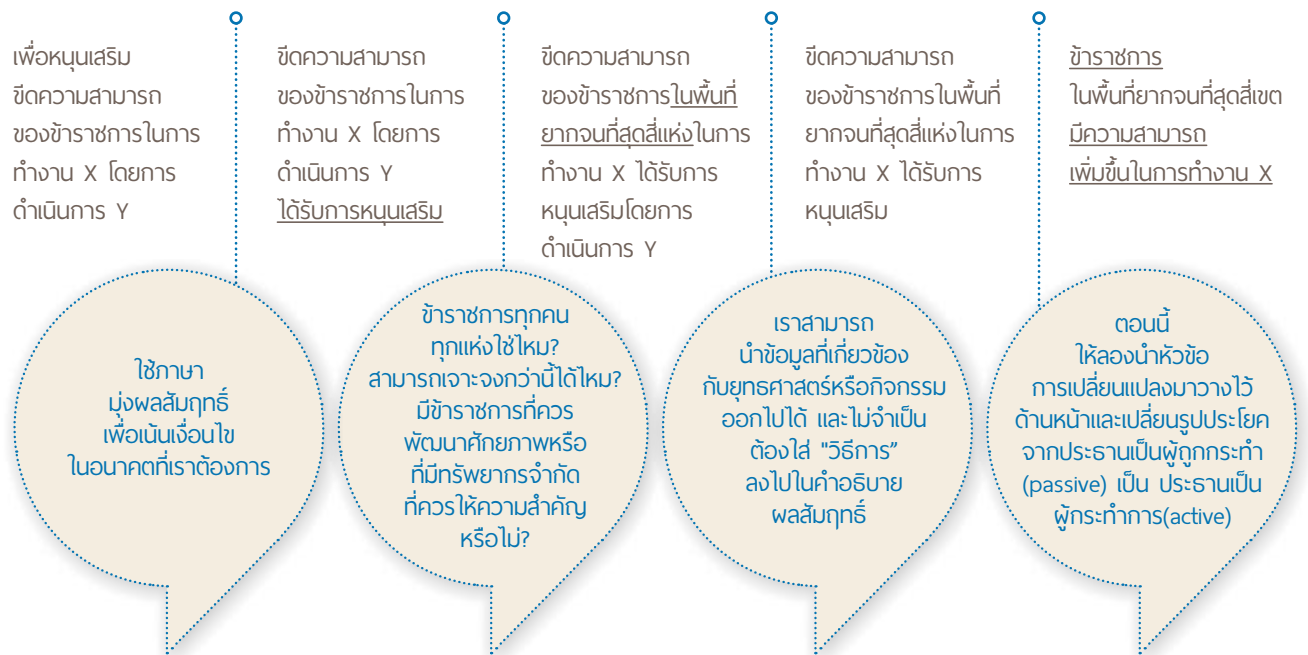 เพื่อหนุนเสริม
ขีดความสามารถ
ของข้าราชการในการ
ทำงาน X โดยการ
ดำเนินการ Y
ขีดความสามารถ
ของข้าราชการในการ
ทำงาน X โดยการ
ดำเนินการ Y
ได้รับการหนุนเสริม
ขีดความสามารถ
ของข้าราชการในพื้นที่
ยากจนที่สุดสี่แห่งในการ
ทำงาน X ได้รับการ
หนุนเสริมโดยการ
ดำเนินการ Y
ขีดความสามารถ
ของข้าราชการในพื้นที่
ยากจนที่สุดสี่แห่งในการ
ทำงาน X ได้รับการ
หนุนเสริม
ข้าราชการ
ในพื้นที่ยากจนที่สุดสี่เขต
มีความสามารถ
เพิ่มขึ้นในการทำงาน X
ใช้ภาษา
มุ่งผลสัมฤทธิ์
เพื่อเน้นเงื่อนไข
ในอนาคตที่เราต้องการ
ข้าราชการทุกคน
ทุกแห่งใช่ไหม?
สามารถเจาะจงกว่านี้ได้ไหม?
มีข้าราชการที่ควร
พัฒนาศักยภาพหรือ
ที่มีทรัพยากรจำกัด
ที่ควรให้ความสำคัญ
หรือไม่?
เราสามารถ
นำข้อมูลที่เกี่ยวข้อง
กับยุทธศาสตร์หรือกิจกรรม
ออกไปได้ และไม่จำเป็น
ต้องใส่ "วิธีการ”
ลงไปในคำอธิบาย
ผลสัมฤทธิ์
ตอนนี้
ให้ลองนำหัวข้อ
การเปลี่ยนแปลงมาวางไว้
ด้านหน้าและเปลี่ยนรูปประโยค
จากประธานเป็นผู้ถูกกระทำ
(passive) เป็น ประธานเป็น
ผู้กระทำการ(active)